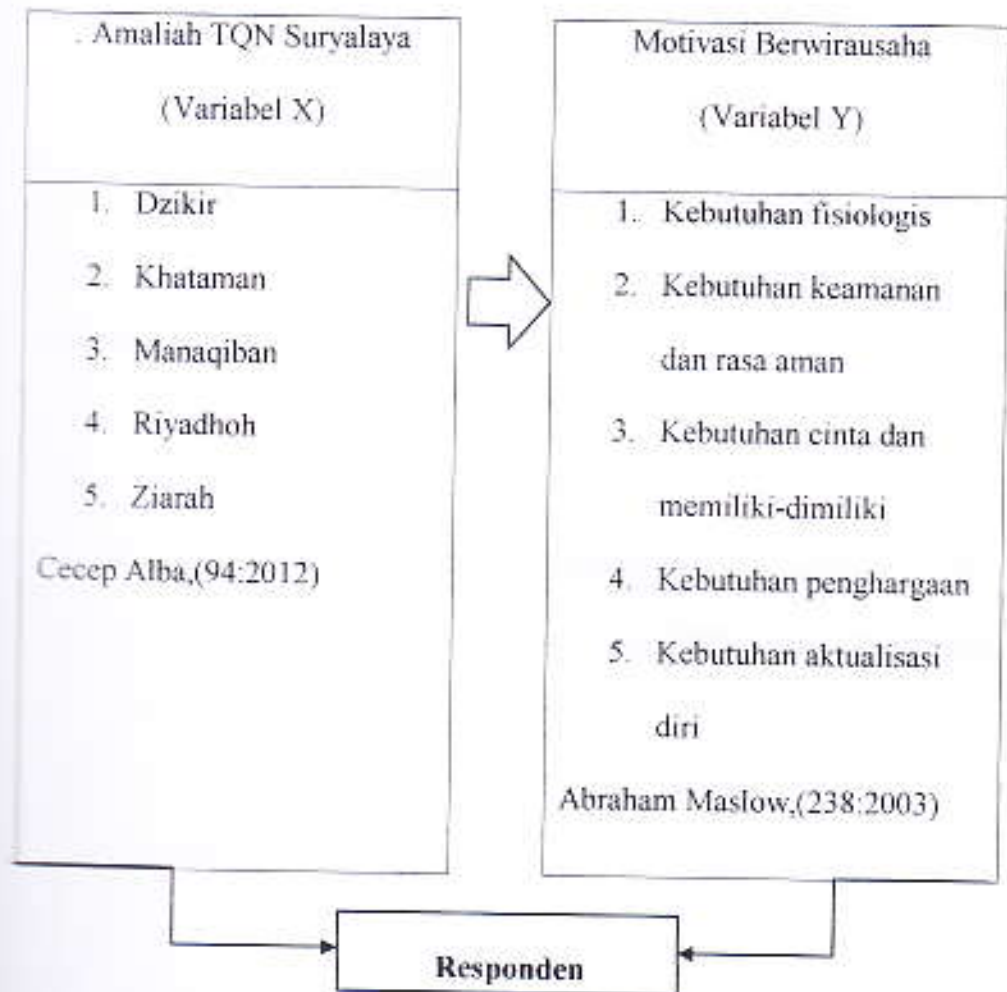 . Amaliah TQN Suryalaya
(Variabel X)
1. Dzikir
2. Khataman
3. Manaqiban
4. Riyadhoh
5. Ziarah
Cecep Alba,(94:2012)
Motivasi Berwirausaha
(Variabel Y)
1. Kebutuhan fisiologis
2. Kebutuhan keamanan
dan rasa aman
3. Kebutuhan cinta dan
memiliki-dimiliki
4. Kebutuhan penghargaan
5. Kebutuhan aktualisasi
diri
Abraham Maslow,(238:2003)
Responden